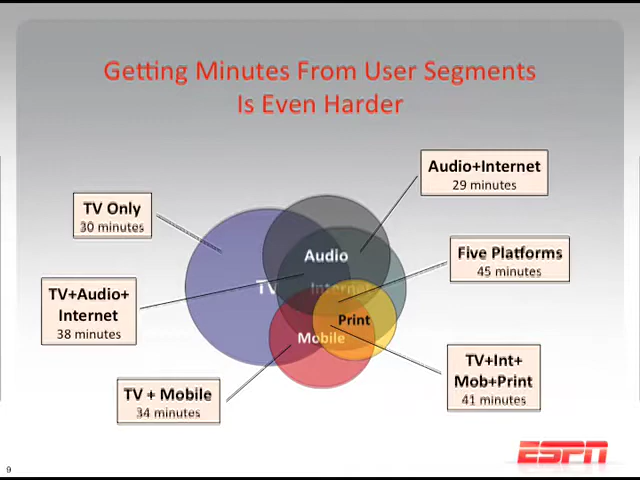 Getting Minutes From User Segments
Is Even Harder
Audio+Internet
29 minutes
TV Only
30 minutes
Audio
Five Platforms
45 minutes
TV
Internet
TV+Audio+
Internet
38 minutes
Print
Mobile
TV+Int+
Mob+Print
41 minutes
TV + Mobile
34 minutes
ESPN
9